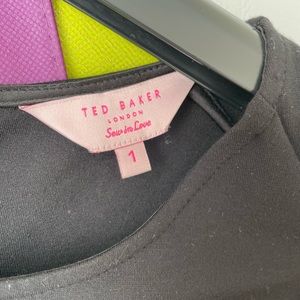 TED BAKER
LONDON
Sew in Love
1